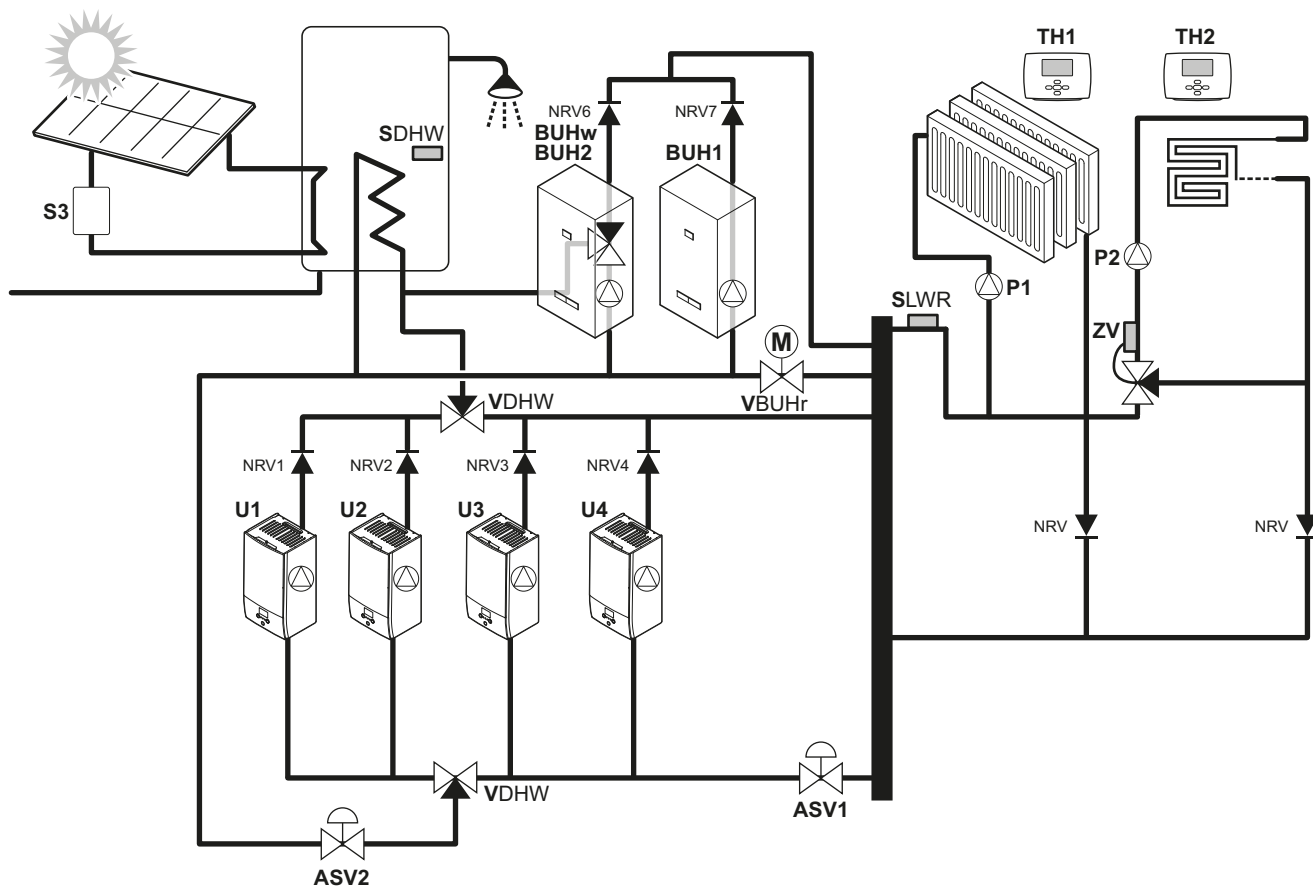 TH1
TH2
NRV6
NRV7
BUHw
BUH2
BUH1
SDHW
S3
P2
P1
SLWR
ZV
M
VDHW
VBUHr
NRV1
NRV2
NRV3
NRV4
U1
U2
U3
U4
NRV
NRV
VDHW
ASV1
ASV2